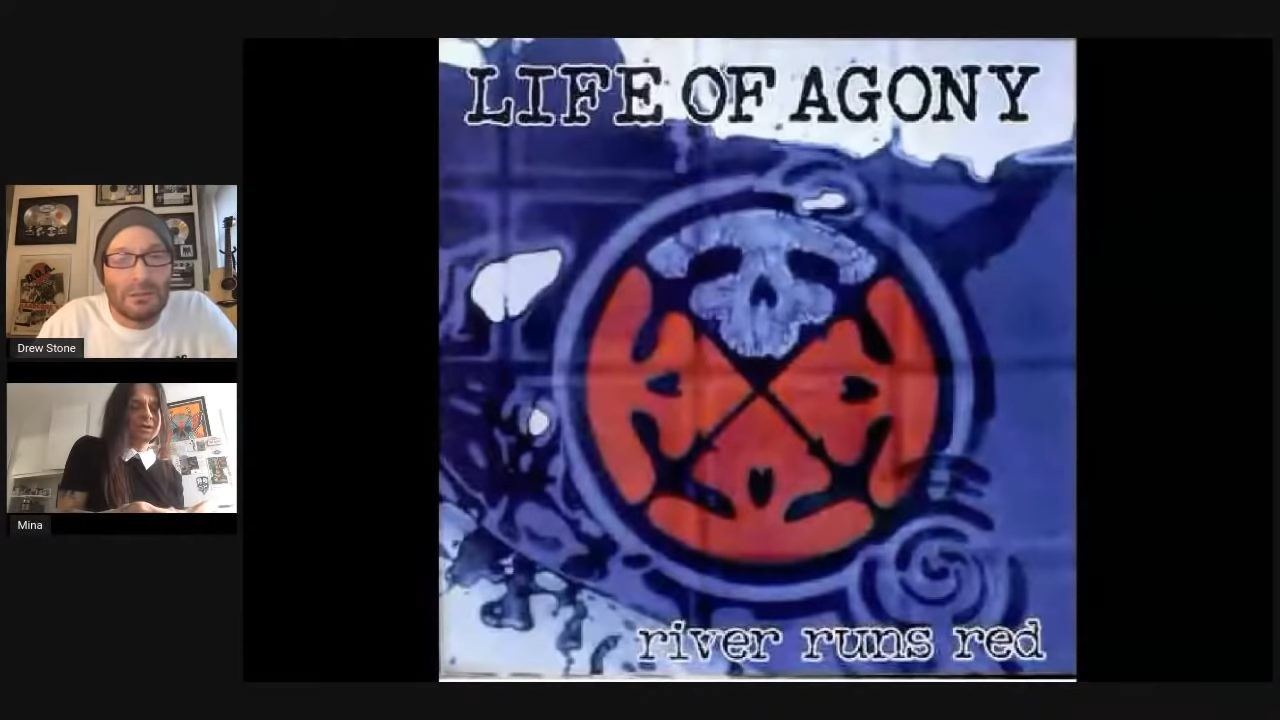 LIFE OF AGONY
river runs red
D.O.A.
Drew Stone
Mina